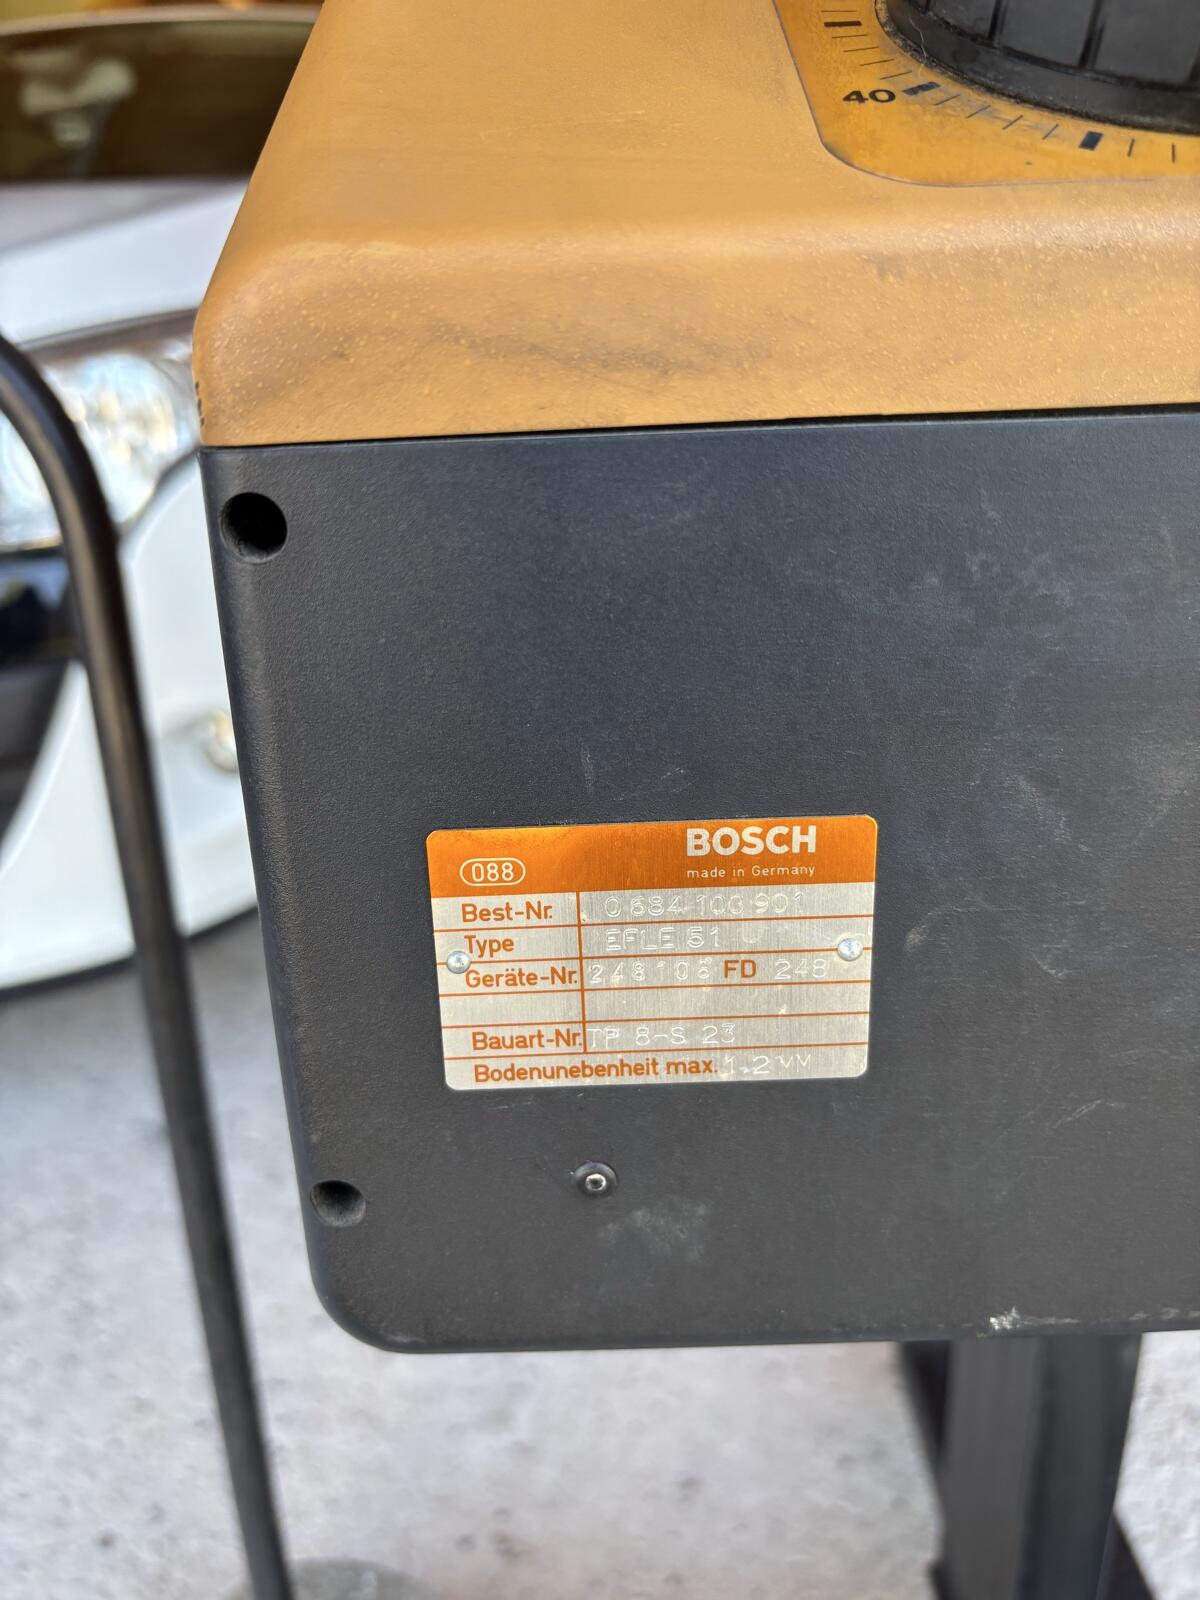 40
BOSCH
088 made in Germany
Best-Nr. 0 684 100 901
Type EFLE 51
Geräte-Nr. 248 106 FD 248
Bauart-Nr. TP 8-S 23
Bodenunebenheit max. 1.2 MM